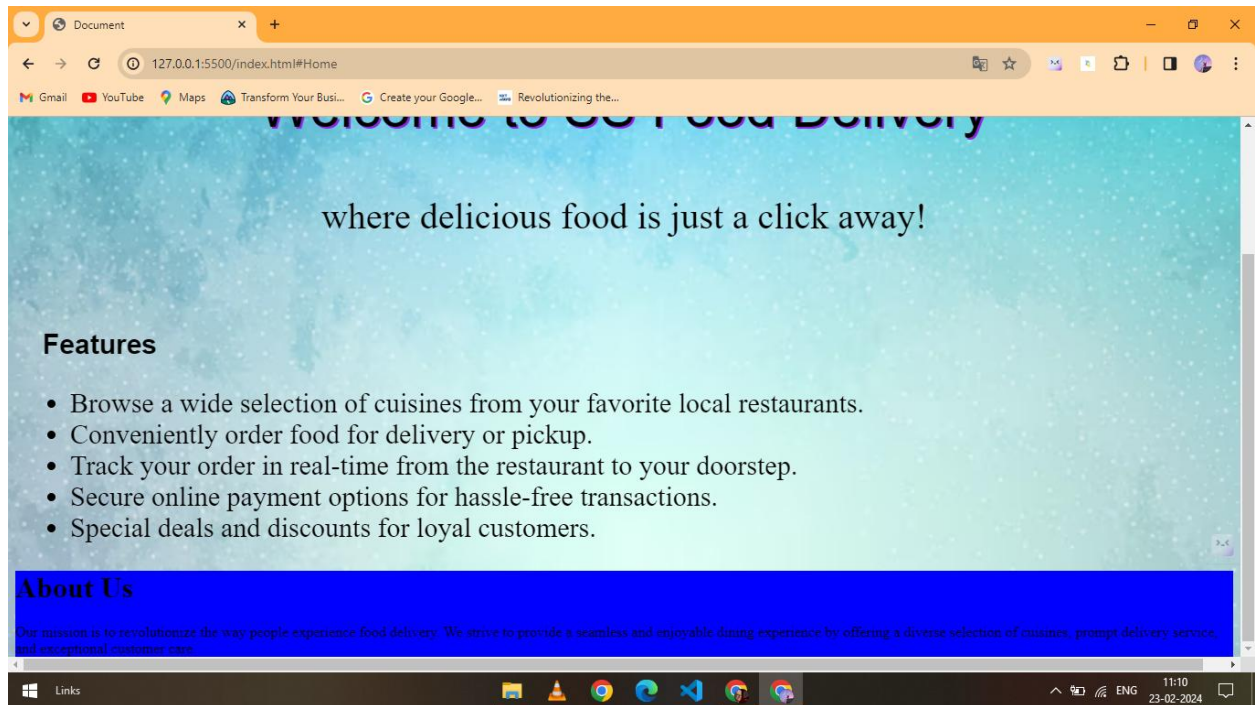 Document
127.0.0.1:5500/index.html#Home
Gmail YouTube Maps Transform Your Busi... Create your Google... Revolutionizing the...
Welcome to SS Food Delivery
where delicious food is just a click away!
Features
• Browse a wide selection of cuisines from your favorite local restaurants.
• Conveniently order food for delivery or pickup.
• Track your order in real-time from the restaurant to your doorstep.
• Secure online payment options for hassle-free transactions.
• Special deals and discounts for loyal customers.
About Us
Our mission is to revolutionize the way people experience food delivery. We strive to provide a seamless and enjoyable dining experience by offering a diverse selection of cuisines, prompt delivery service,
and exceptional customer care.
Links
ENG
11:10
23-02-2024